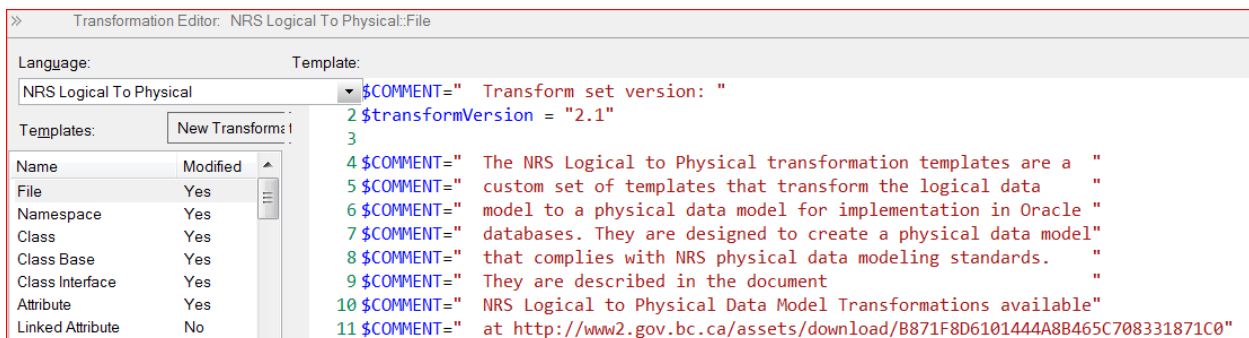 » Transformation Editor: NRS Logical To Physical::File
Language: Template:
NRS Logical To Physical
Templates: New Transforma
Name Modified
File Yes
Namespace Yes
Class Yes
Class Base Yes
Class Interface Yes
Attribute Yes
Linked Attribute No
$COMMENT="  Transform set version: "
2 $transformVersion = "2.1"
3
4 $COMMENT="  The NRS Logical to Physical transformation templates are a  "
5 $COMMENT="  custom set of templates that transform the logical data     "
6 $COMMENT="  model to a physical data model for implementation in Oracle "
7 $COMMENT="  databases. They are designed to create a physical data model"
8 $COMMENT="  that complies with NRS physical data modeling standards.    "
9 $COMMENT="  They are described in the document                          "
10 $COMMENT="  NRS Logical to Physical Data Model Transformations available"
11 $COMMENT="  at http://www2.gov.bc.ca/assets/download/B871F8D6101444A8B465C708331871C0"